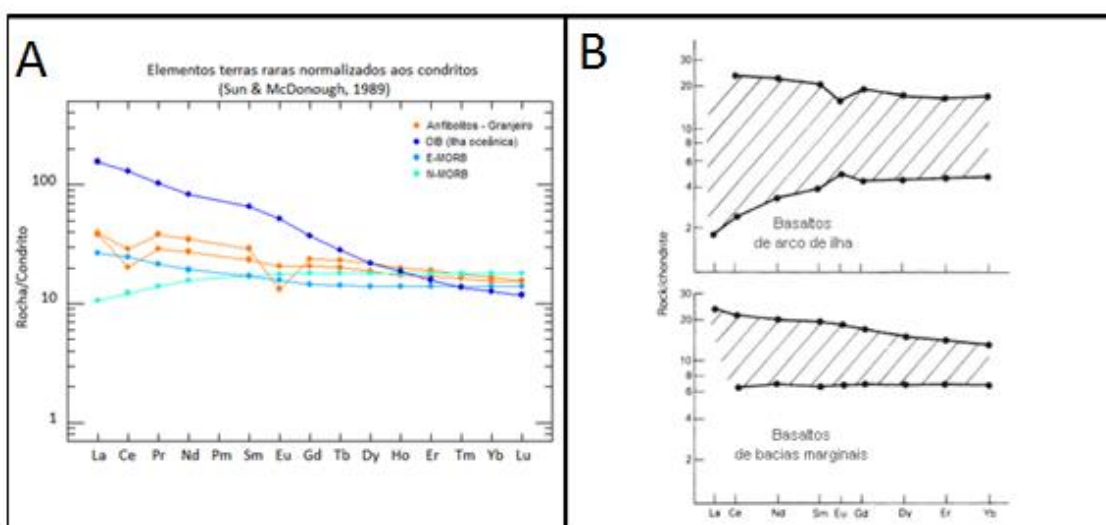 A
Elementos terras raras normalizados aos condritos
(Sun & McDonough, 1989)
Anfibolitos - Granjeiro
OIB (Ilha oceânica)
E-MORB
N-MORB
Rocha/Condrito
100
10
1
La Ce Pr Nd Pm Sm Eu Gd Tb Dy Ho Er Tm Yb Lu
B
30
20
10
8
6
4
2
Basaltos
de arco de ilha
Rock/chondrite
30
20
10
8
6
4
2
Basaltos
de bacias marginais
La Ce Nd Sm Eu Gd Dy Er Yb